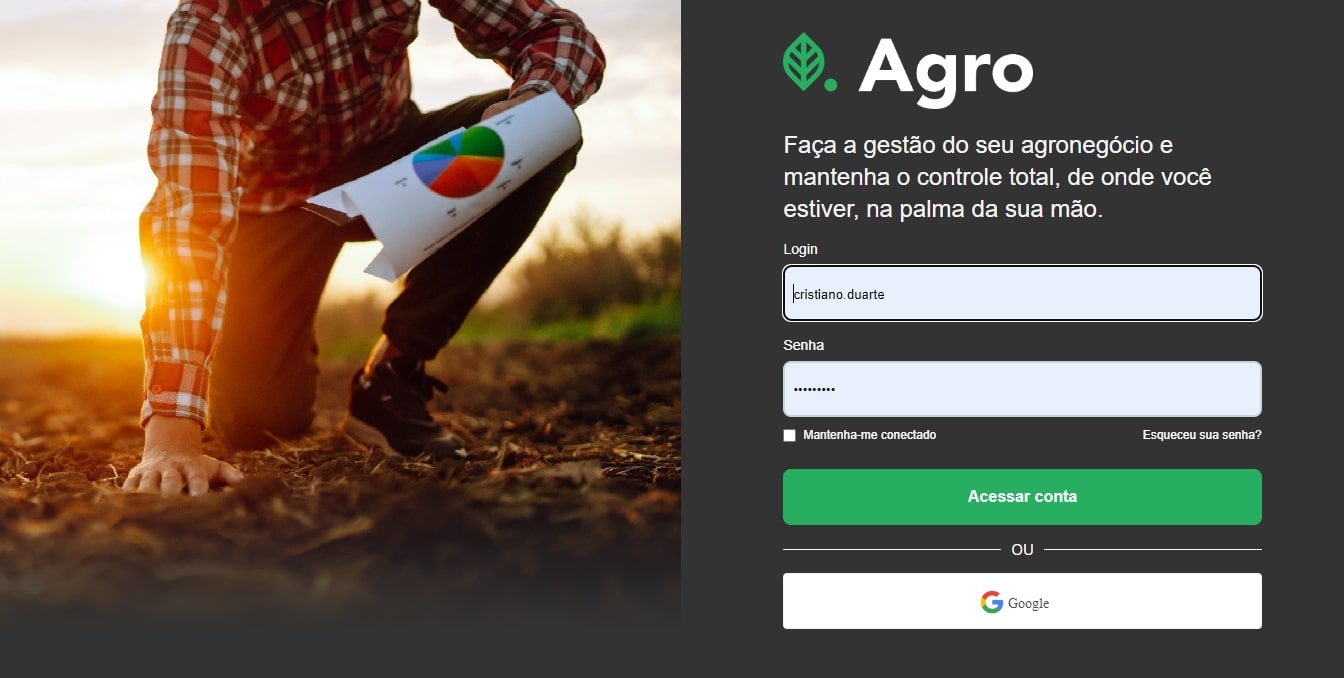 Agro
Faça a gestão do seu agronegócio e
mantenha o controle total, de onde você
estiver, na palma da sua mão.
Login
cristiano.duarte
Senha
•••••••••
Mantenha-me conectado
Esqueceu sua senha?
Acessar conta
OU
Google